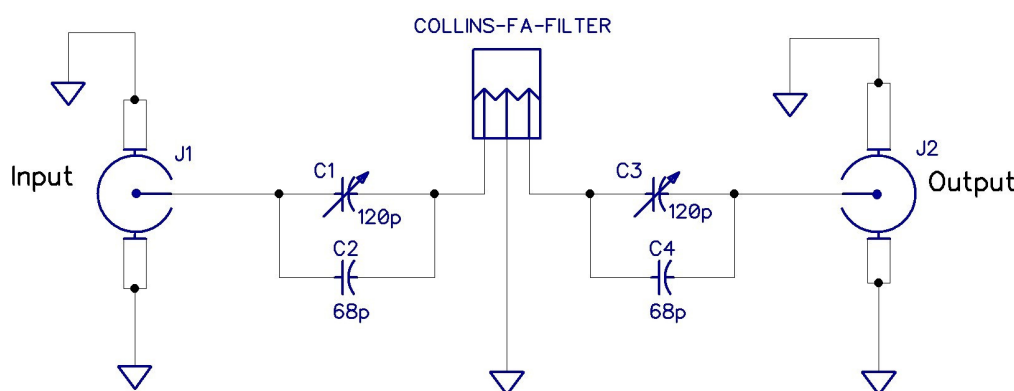 COLLINS-FA-FILTER
J1
Input
C1
120p
C2
68p
C3
120p
C4
68p
J2
Output